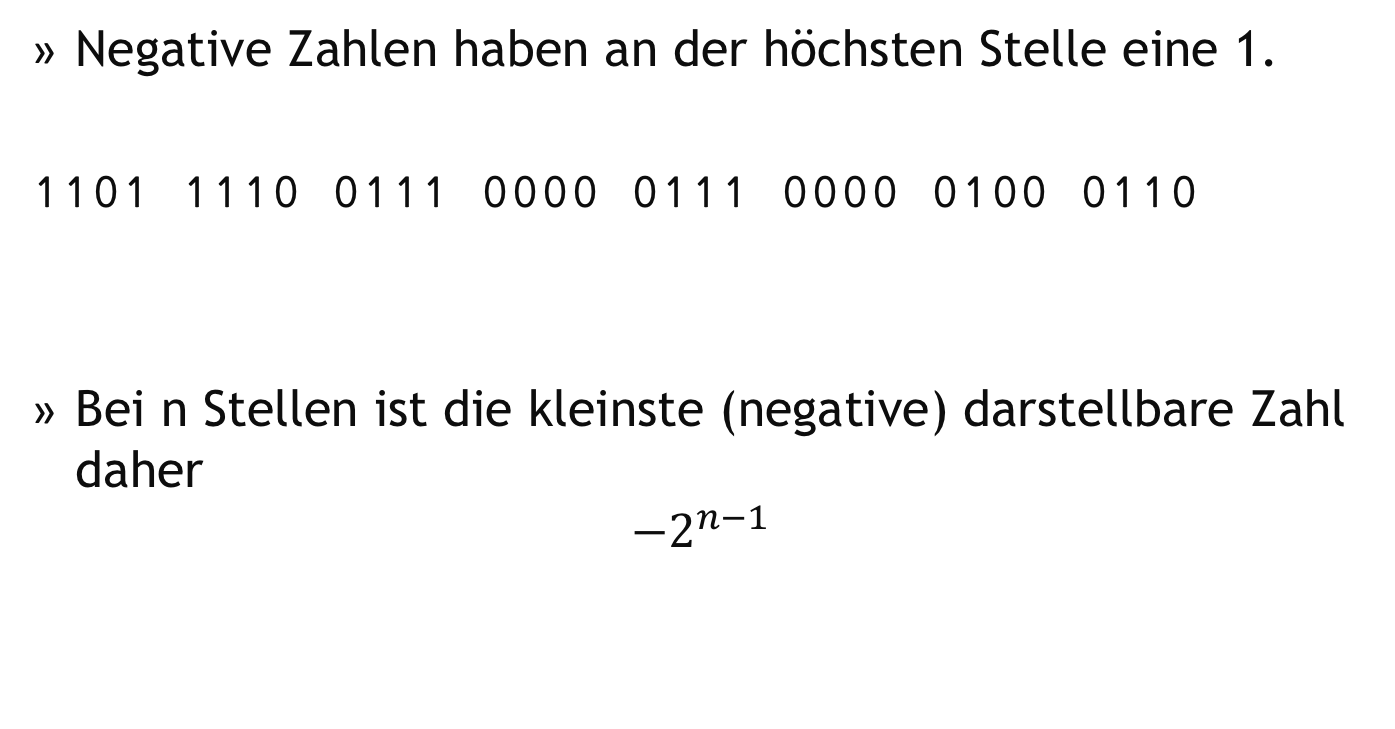 » Negative Zahlen haben an der höchsten Stelle eine 1.
1101 1110 0111 0000 0111 0000 0100 0110
» Bei n Stellen ist die kleinste (negative) darstellbare Zahl
daher
−2ⁿ⁻¹